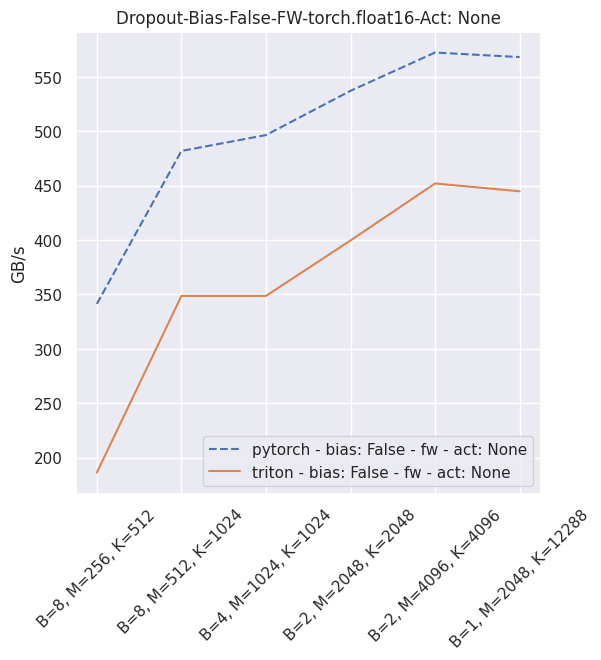 Dropout-Bias-False-FW-torch.float16-Act: None
GB/s
550
500
450
400
350
300
250
200
pytorch - bias: False - fw - act: None
triton - bias: False - fw - act: None
B=8, M=256, K=512
B=8, M=512, K=1024
B=4, M=1024, K=1024
B=2, M=2048, K=2048
B=2, M=4096, K=4096
B=1, M=2048, K=12288